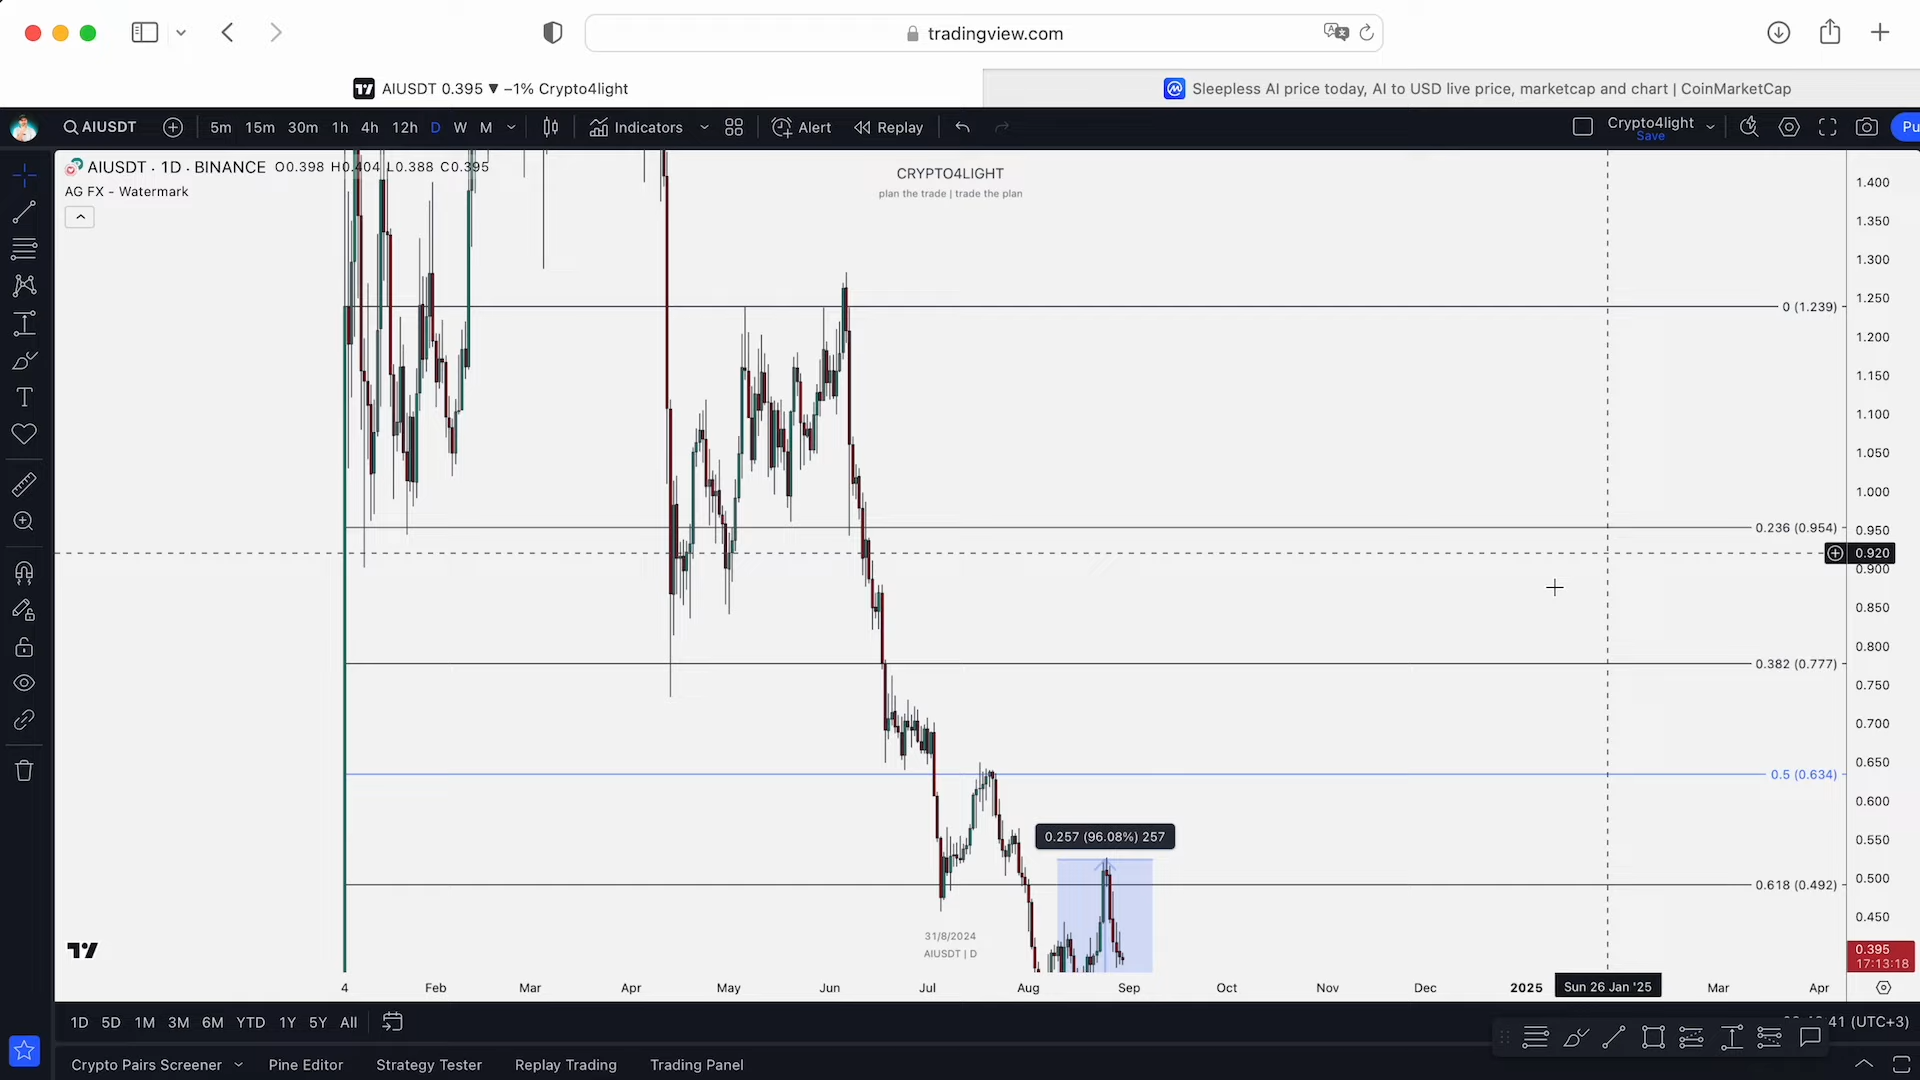 tradingview.com
AIUSDT 0.395 ▼ −1% Crypto4light
Sleepless AI price today, AI to USD live price, marketcap and chart | CoinMarketCap
AIUSDT 5m 15m 30m 1h 4h 12h D W M Indicators Alert Replay Crypto4light Pu
Save
AIUSDT · 1D · BINANCE O0.398 H0.404 L0.388 C0.395
AG FX - Watermark
CRYPTO4LIGHT
plan the trade | trade the plan
1.400
1.350
1.300
1.250
0 (1.239)
1.200
1.150
1.100
1.050
1.000
0.236 (0.954)
0.950
0.920
0.900
0.850
0.800
0.382 (0.777)
0.750
0.700
0.650
0.5 (0.634)
0.600
0.550
0.257 (96.08%) 257
0.618 (0.492)
0.500
0.450
31/8/2024
AIUSDT | D
0.395
17:13:18
4 Feb Mar Apr May Jun Jul Aug Sep Oct Nov Dec 2025 Sun 26 Jan '25 Mar Apr
1D 5D 1M 3M 6M YTD 1Y 5Y All
41 (UTC+3)
Crypto Pairs Screener Pine Editor Strategy Tester Replay Trading Trading Panel